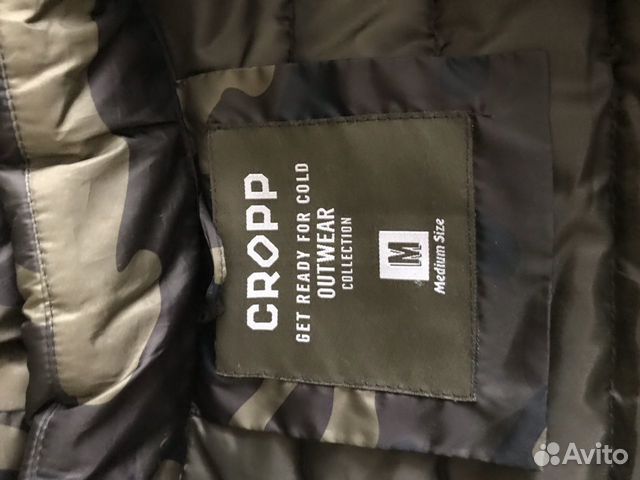 CROPP
GET READY FOR COLD
OUTWEAR
COLLECTION
M
Medium Size
Avito